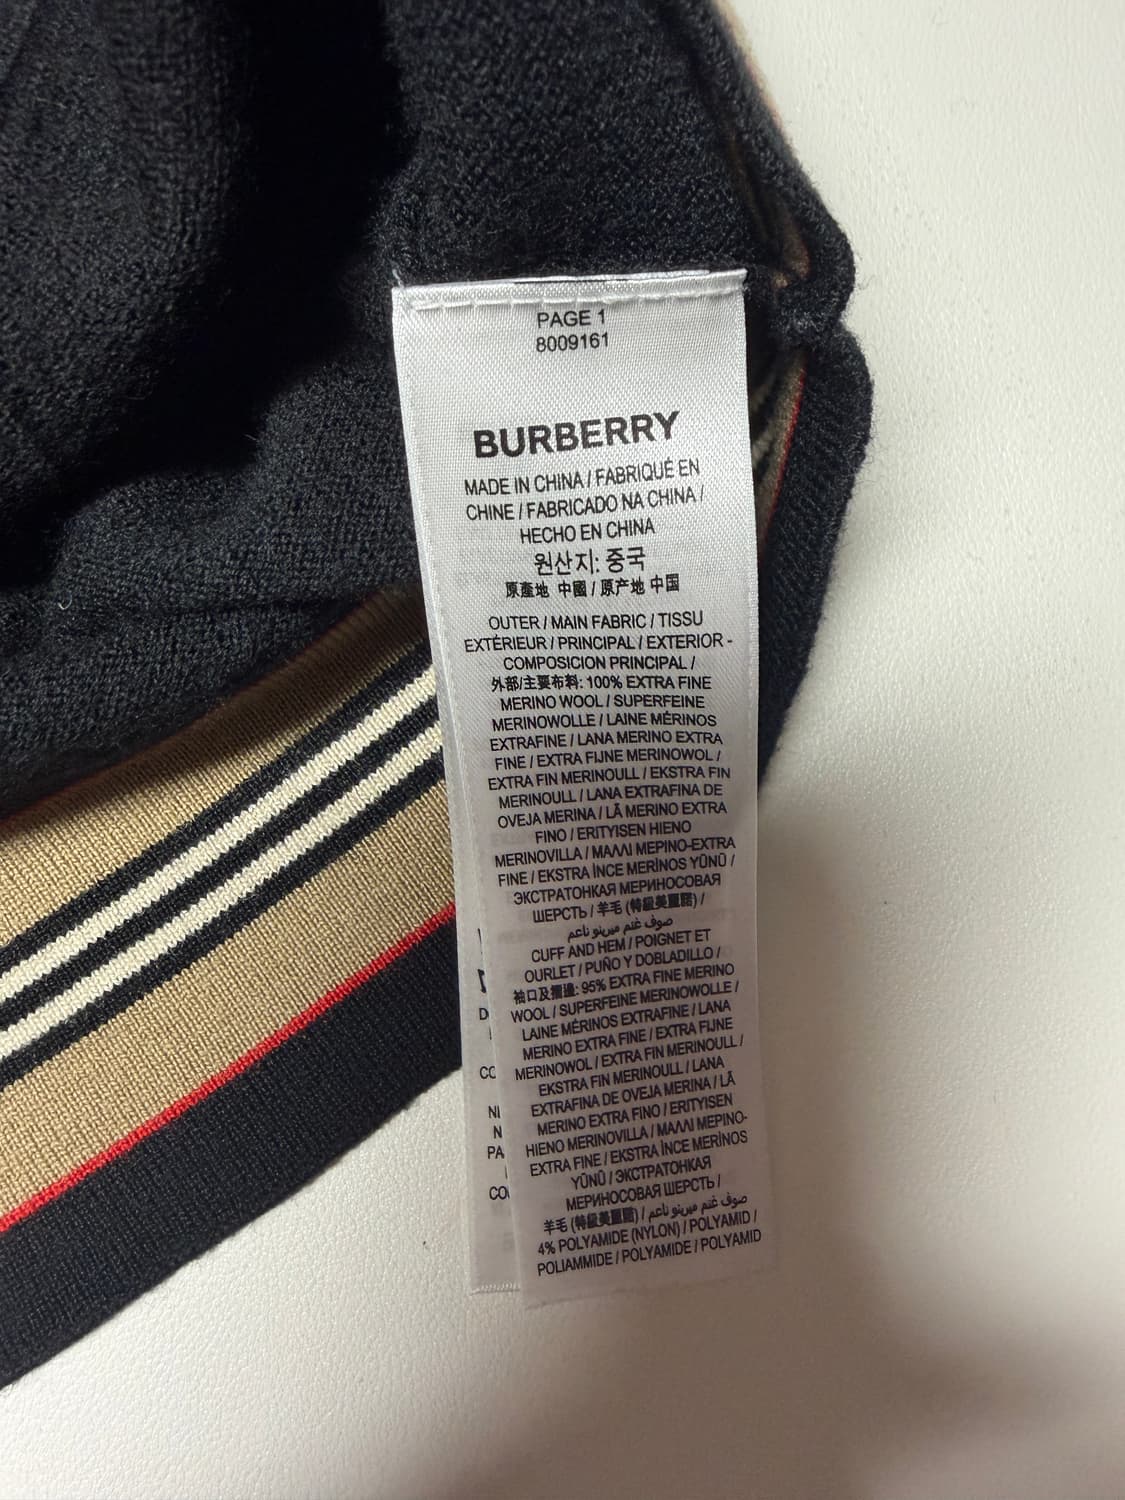 PAGE 1
8009161
BURBERRY
MADE IN CHINA / FABRIQUÉ EN
CHINE / FABRICADO NA CHINA /
HECHO EN CHINA
원산지: 중국
原產地 中國 / 原产地 中国
OUTER / MAIN FABRIC / TISSU
EXTÉRIEUR / PRINCIPAL / EXTERIOR -
COMPOSICION PRINCIPAL /
外部/主要布料: 100% EXTRA FINE
MERINO WOOL / SUPERFEINE
MERINOWOLLE / LAINE MÉRINOS
EXTRAFINE / LANA MERINO EXTRA
FINE / EXTRA FIJNE MERINOWOL /
EXTRA FIN MERINOULL / EKSTRA FIN
MERINOULL / LANA EXTRAFINA DE
OVEJA MERINA / LÃ MERINO EXTRA
FINO / ERITYISEN HIENO
MERINOVILLA / ΜΑΛΛΙ ΜΕΡΙΝΟ-EXTRA
FINE / EKSTRA İNCE MERİNOS YÜNÜ /
ЭКСТРАТОНКАЯ МЕРИНОСОВАЯ
ШЕРСТЬ / 羊毛 (特級美麗諾) /
صوف غنم ميرينو ناعم
CUFF AND HEM / POIGNET ET
OURLET / PUÑO Y DOBLADILLO /
袖口及摺邊: 95% EXTRA FINE MERINO
WOOL / SUPERFEINE MERINOWOLLE /
LAINE MÉRINOS EXTRAFINE / LANA
MERINO EXTRA FINE / EXTRA FIJNE
MERINOWOL / EXTRA FIN MERINOULL /
EKSTRA FIN MERINOULL / LANA
EXTRAFINA DE OVEJA MERINA / LÃ
MERINO EXTRA FINO / ERITYISEN
HIENO MERINOVILLA / ΜΑΛΛΙ ΜΕΡΙΝΟ-
EXTRA FINE / EKSTRA İNCE MERİNOS
YÜNÜ / ЭКСТРАТОНКАЯ
МЕРИНОСОВАЯ ШЕРСТЬ /
羊毛 (特級美麗諾) / صوف غنم ميرينو ناعم
4% POLYAMIDE (NYLON) / POLYAMID /
POLIAMMIDE / POLYAMIDE / POLYAMID